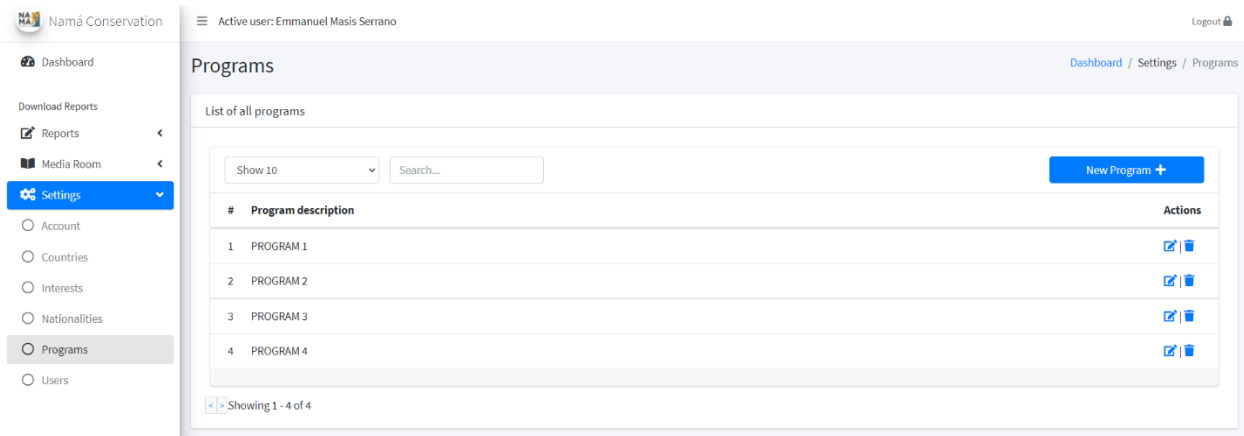 NA
MÁ
Namá Conservation
Active user: Emmanuel Masis Serrano
Logout
Dashboard
Download Reports
Reports
Media Room
Settings
Account
Countries
Interests
Nationalities
Programs
Users
Programs
Dashboard / Settings / Programs
List of all programs
Show 10
Search...
New Program +
# Program description Actions
1 PROGRAM 1 |
2 PROGRAM 2 |
3 PROGRAM 3 |
4 PROGRAM 4 |
< > Showing 1 - 4 of 4